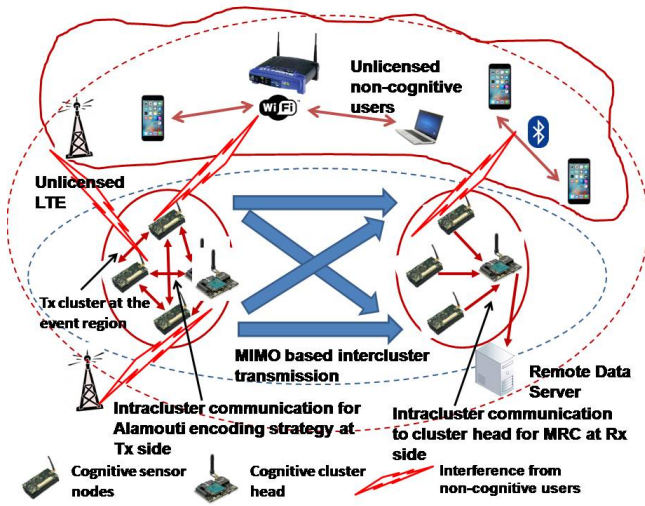 Unlicensed
non-cognitive
users
WiFi
Unlicensed
LTE
Tx cluster at the
event region
MIMO based intercluster
transmission
Remote Data
Server
Intracluster communication for
Alamouti encoding strategy at
Tx side
Intracluster communication
to cluster head for MRC at Rx
side
Cognitive sensor
nodes
Cognitive cluster
head
Interference from
non-cognitive users